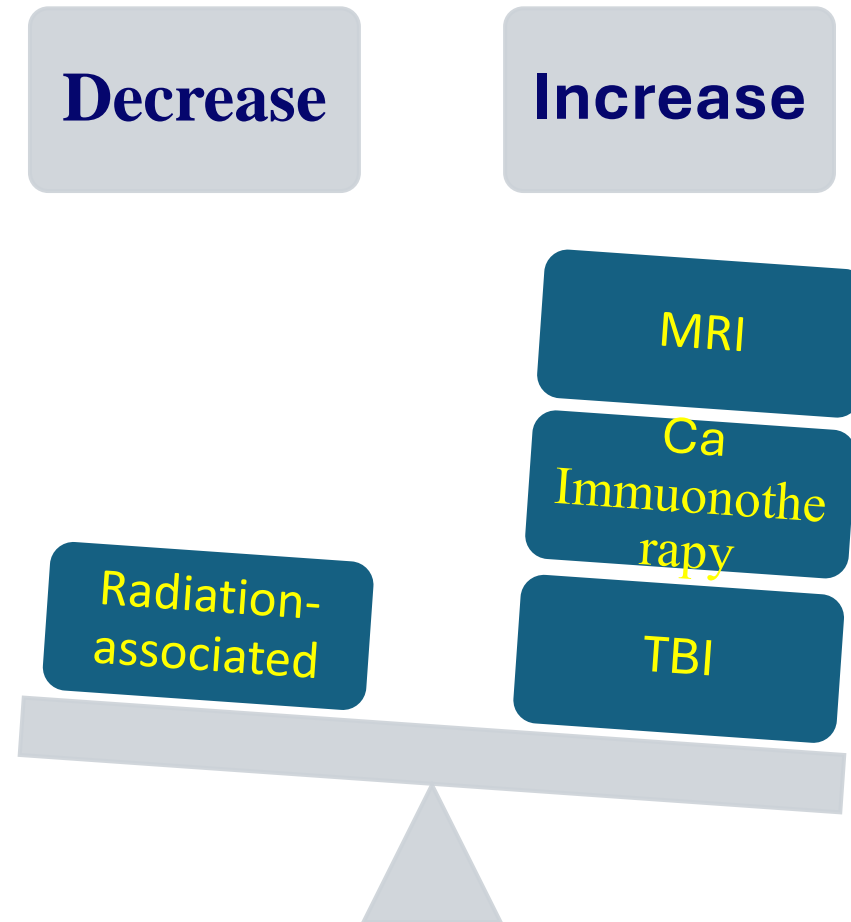 Decrease
Increase
MRI
Ca
Immuonothe
rapy
Radiation-
associated
TBI